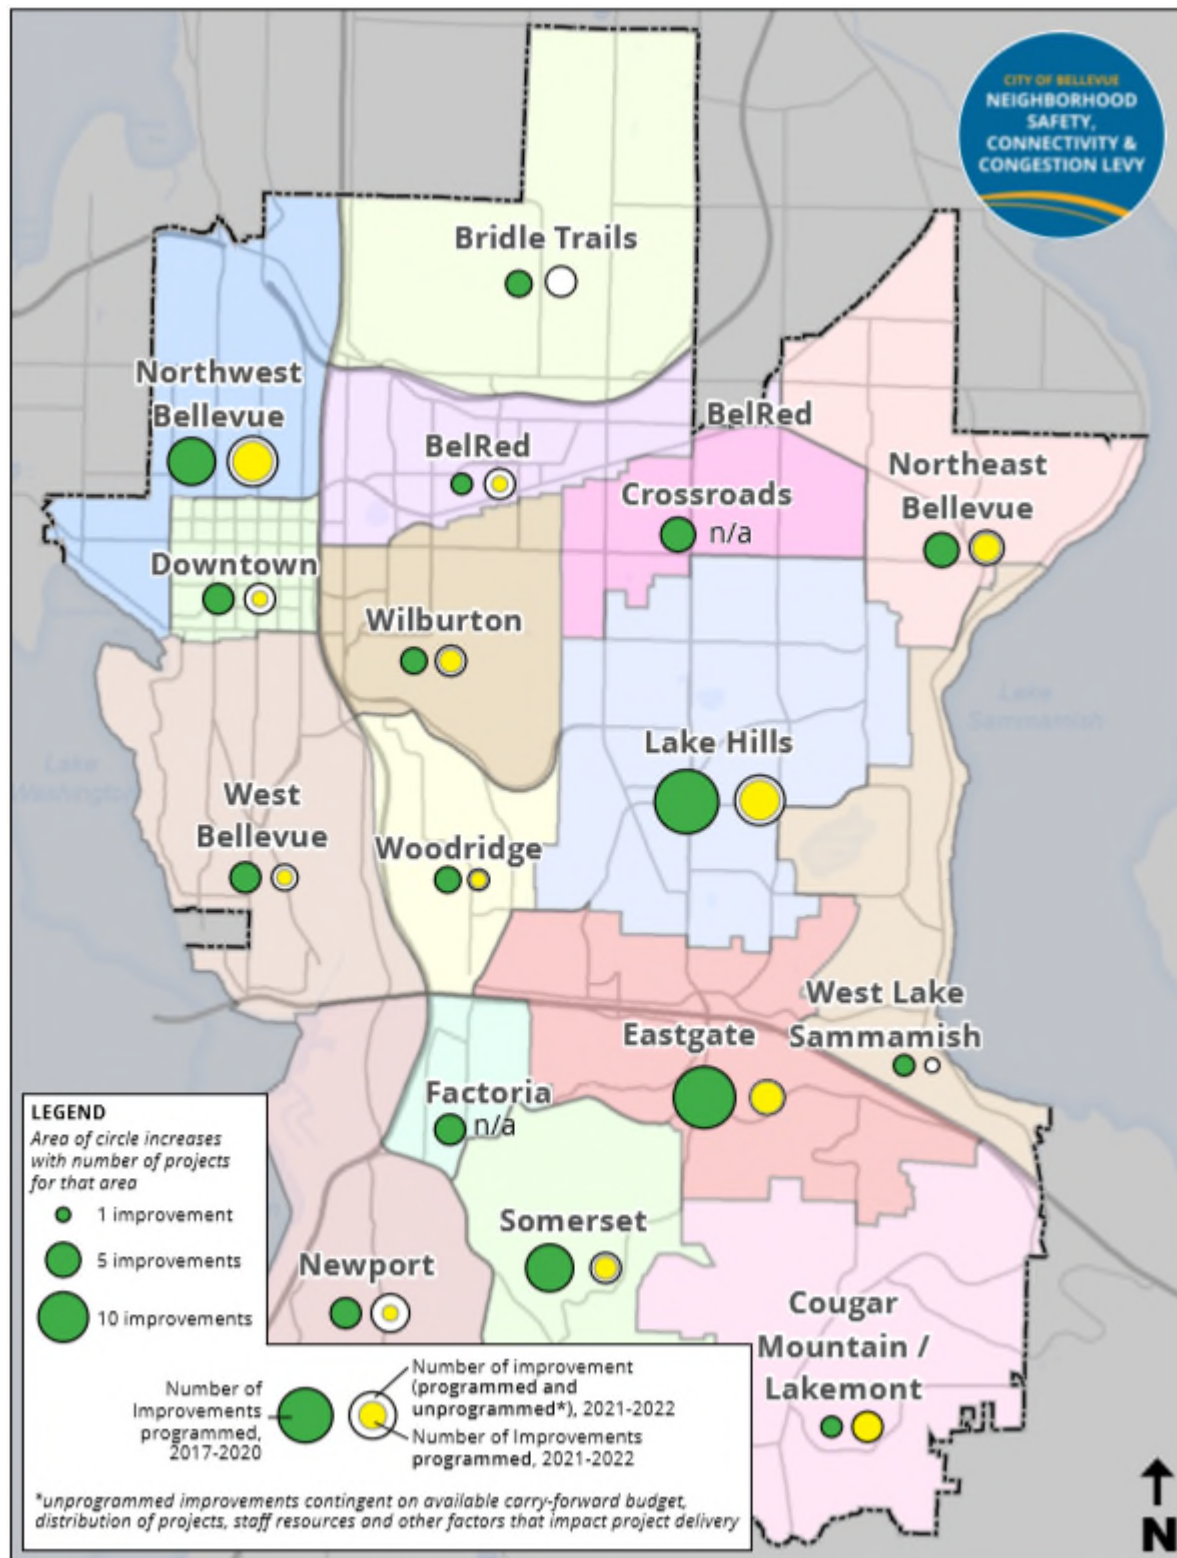 CITY OF BELLEVUE
NEIGHBORHOOD
SAFETY,
CONNECTIVITY &
CONGESTION LEVY
Bridle Trails
Northwest
Bellevue
BelRed
BelRed
Crossroads
n/a
Northeast
Bellevue
Downtown
Wilburton
Lake
Sammamish
Lake Hills
Lake
Washington
West
Bellevue
Woodridge
West Lake
Sammamish
Eastgate
Factoria
n/a
Somerset
Newport
Cougar
Mountain /
Lakemont
LEGEND
Area of circle increases
with number of projects
for that area
1 improvement
5 improvements
10 improvements
Number of
Improvements
programmed,
2017-2020
Number of improvement
(programmed and
unprogrammed*), 2021-2022
Number of Improvements
programmed, 2021-2022
*unprogrammed improvements contingent on available carry-forward budget,
distribution of projects, staff resources and other factors that impact project delivery
N